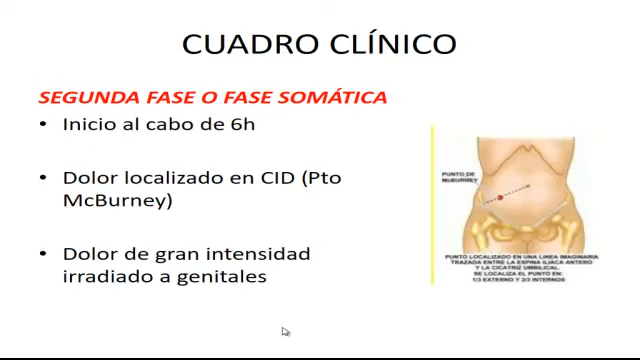 CUADRO CLÍNICO
SEGUNDA FASE O FASE SOMÁTICA
• Inicio al cabo de 6h
• Dolor localizado en CID (Pto
McBurney)
• Dolor de gran intensidad
irradiado a genitales
PUNTO DE
McBURNEY
PUNTO LOCALIZADO EN UNA LINEA IMAGINARIA
TRAZADA ENTRE LA ESPINA ILIACA ANTERO
Y LA CICATRIZ UMBILICAL.
SE LOCALIZA EL PUNTO EN:
1/3 EXTERNO Y 2/3 INTERNOS